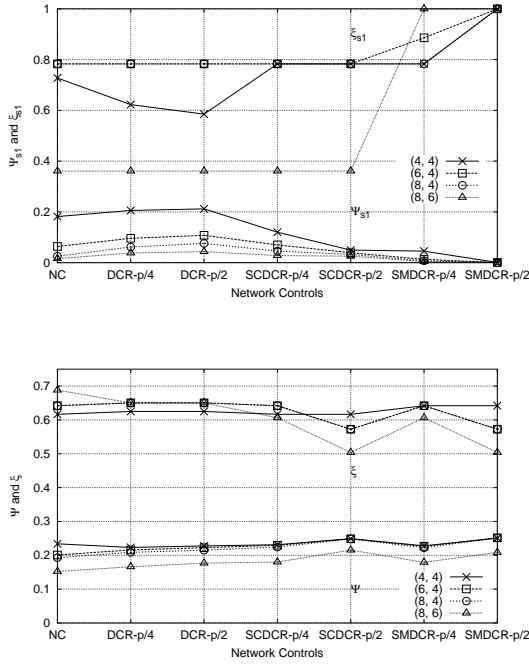 1
0.8
0.6
0.4
0.2
0
Ψs1 and ξs1
ξs1
Ψs1
(4, 4)
(6, 4)
(8, 4)
(8, 6)
NC DCR-p/4 DCR-p/2 SCDCR-p/4 SCDCR-p/2 SMDCR-p/4 SMDCR-p/2
Network Controls
0.7
0.6
0.5
0.4
0.3
0.2
0.1
0
Ψ and ξ
ξ
Ψ
(4, 4)
(6, 4)
(8, 4)
(8, 6)
NC DCR-p/4 DCR-p/2 SCDCR-p/4 SCDCR-p/2 SMDCR-p/4 SMDCR-p/2
Network Controls